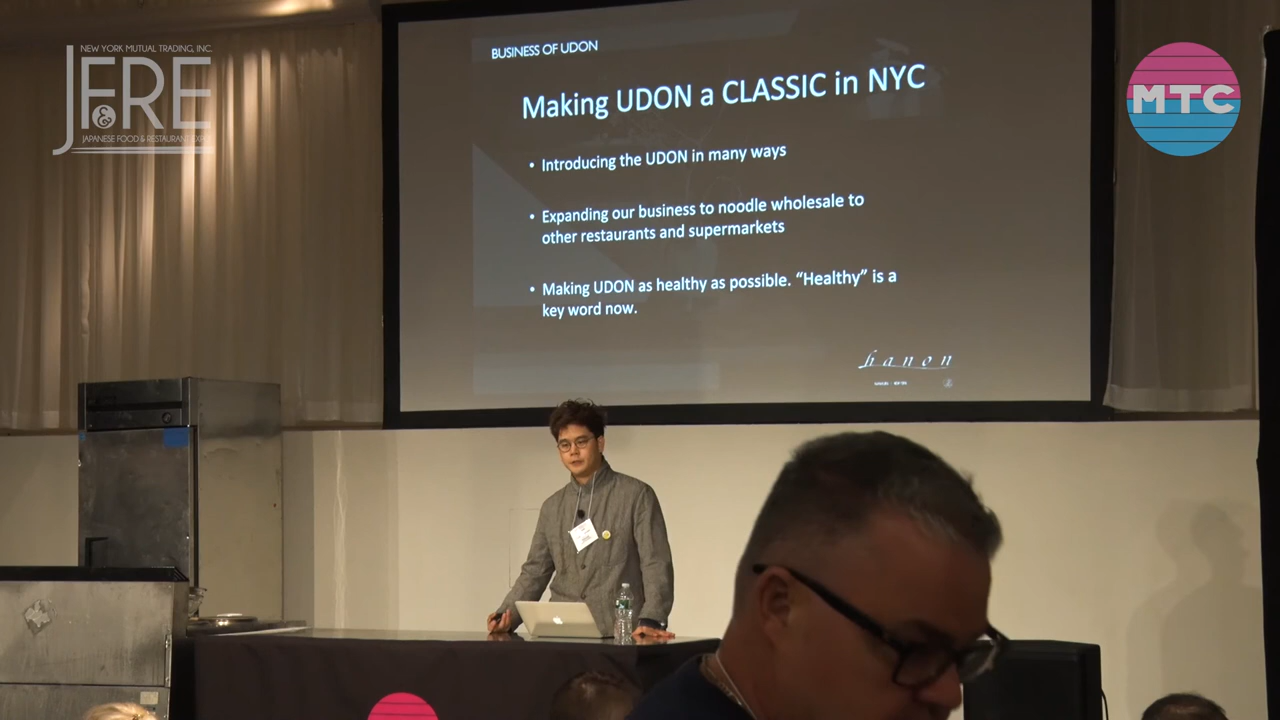 NEW YORK MUTUAL TRADING, INC.
JFRE
&
JAPANESE FOOD & RESTAURANT EXPO
MTC
BUSINESS OF UDON
Making UDON a CLASSIC in NYC
• Introducing the UDON in many ways
• Expanding our business to noodle wholesale to
other restaurants and supermarkets
• Making UDON as healthy as possible. “Healthy” is a
key word now.
hanon